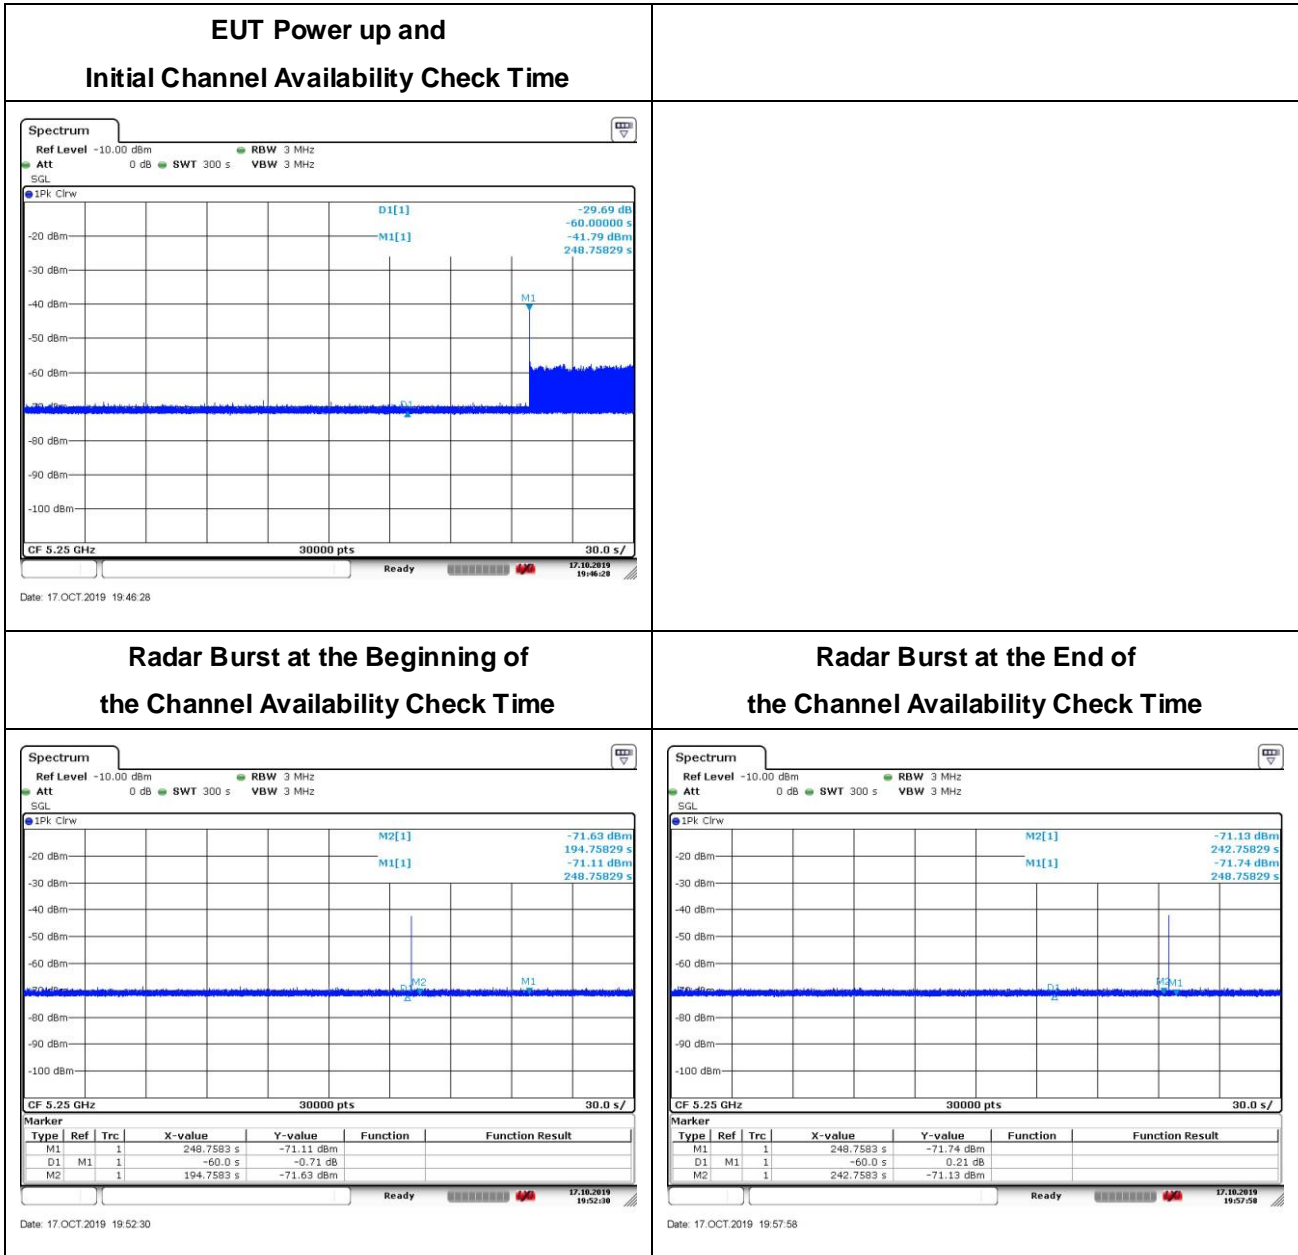 EUT Power up and
Initial Channel Availability Check Time
Spectrum
Ref Level -10.00 dBm RBW 3 MHz
Att 0 dB SWT 300 s VBW 3 MHz
SGL
1Pk Clrw
D1[1] -29.69 dB
-60.00000 s
-20 dBm M1[1] -41.79 dBm
248.75829 s
-30 dBm
M1
-40 dBm
-50 dBm
-60 dBm
D1
-80 dBm
-90 dBm
-100 dBm
CF 5.25 GHz 30000 pts 30.0 s/
Ready 17.10.2019
19:46:28
Date: 17.OCT.2019 19:46:28
Radar Burst at the Beginning of
the Channel Availability Check Time
Spectrum
Ref Level -10.00 dBm RBW 3 MHz
Att 0 dB SWT 300 s VBW 3 MHz
SGL
1Pk Clrw
M2[1] -71.63 dBm
194.75829 s
-20 dBm M1[1] -71.11 dBm
248.75829 s
-30 dBm
-40 dBm
-50 dBm
-60 dBm
M2 M1
-80 dBm
-90 dBm
-100 dBm
CF 5.25 GHz 30000 pts 30.0 s/
Marker
Type Ref Trc X-value Y-value Function Function Result
M1 1 248.7583 s -71.11 dBm
D1 M1 1 -60.0 s -0.71 dB
M2 1 194.7583 s -71.63 dBm
Ready 17.10.2019
19:52:30
Date: 17.OCT.2019 19:52:30
Radar Burst at the End of
the Channel Availability Check Time
Spectrum
Ref Level -10.00 dBm RBW 3 MHz
Att 0 dB SWT 300 s VBW 3 MHz
SGL
1Pk Clrw
M2[1] -71.13 dBm
242.75829 s
-20 dBm M1[1] -71.74 dBm
248.75829 s
-30 dBm
-40 dBm
-50 dBm
-60 dBm
D1 M2 M1
-80 dBm
-90 dBm
-100 dBm
CF 5.25 GHz 30000 pts 30.0 s/
Marker
Type Ref Trc X-value Y-value Function Function Result
M1 1 248.7583 s -71.74 dBm
D1 M1 1 -60.0 s 0.21 dB
M2 1 242.7583 s -71.13 dBm
Ready 17.10.2019
19:57:58
Date: 17.OCT.2019 19:57:58